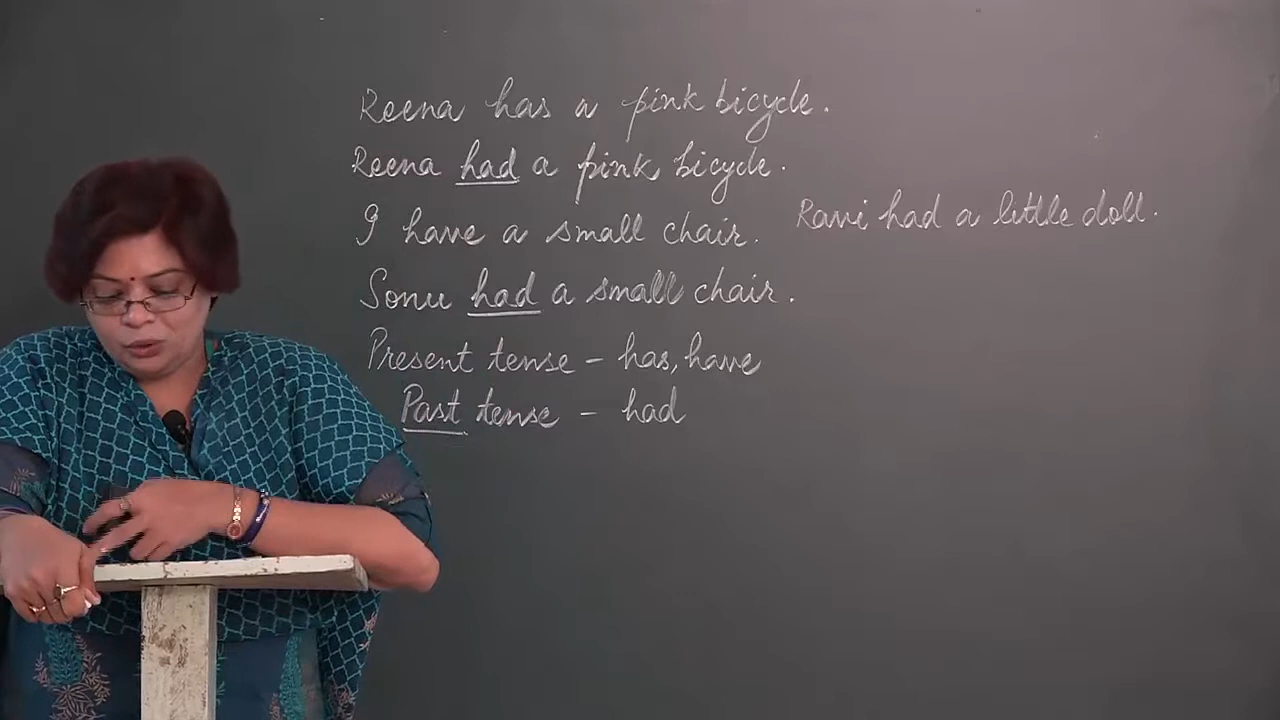 Reena has a pink bicycle.
Reena had a pink bicycle.
I have a small chair.
Ravi had a little doll.
Sonu had a small chair.
Present tense - has, have
Past tense - had